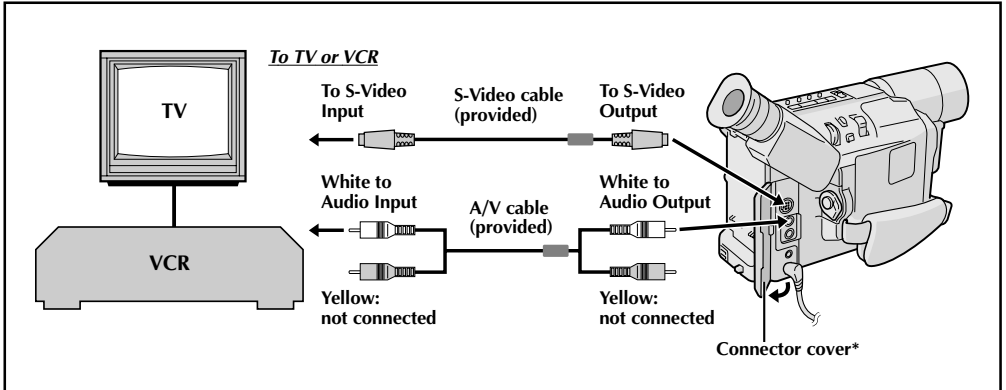 To TV or VCR
TV
To S-Video
Input
S-Video cable
(provided)
To S-Video
Output
White to
Audio Input
A/V cable
(provided)
White to
Audio Output
VCR
Yellow:
not connected
Yellow:
not connected
Connector cover*